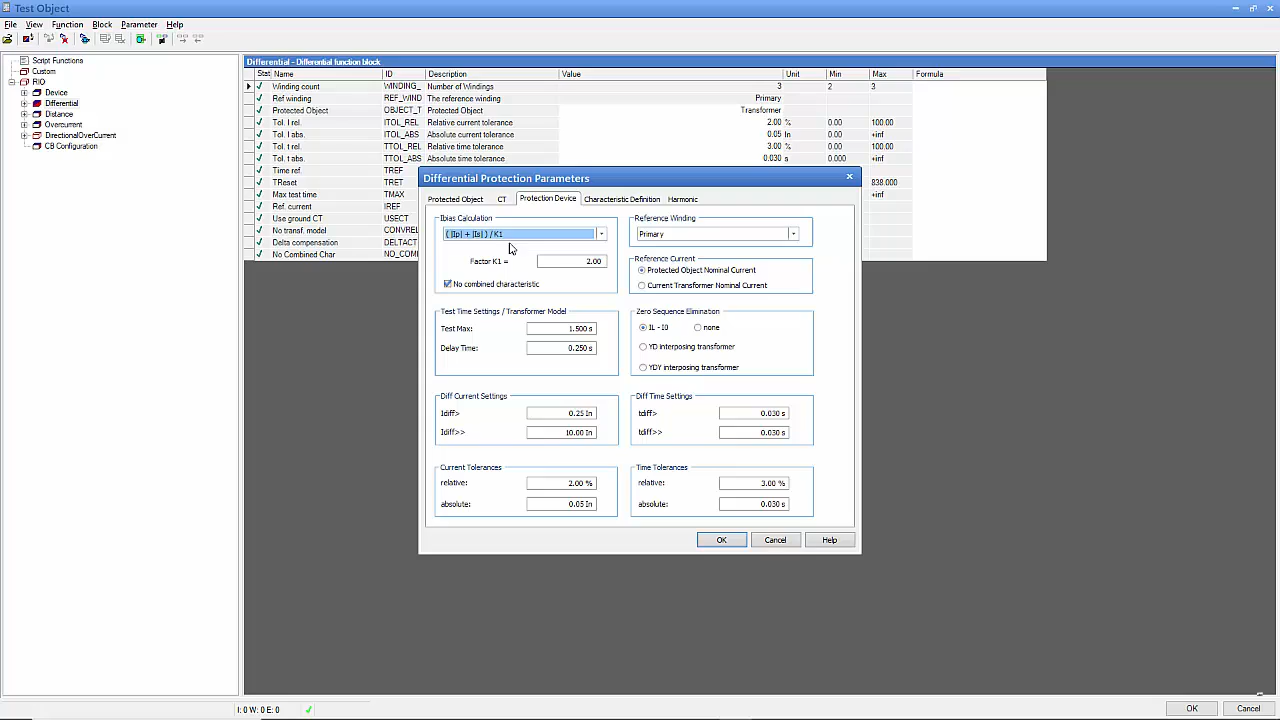 Test Object
File View Function Block Parameter Help
Script Functions
Custom
RIO
Device
Differential
Distance
Overcurrent
DirectionalOverCurrent
CB Configuration
Differential - Differential function block
Stat Name ID Description Value Unit Min Max Formula
Winding count WINDING_ Number of Windings 3 2 3
Ref winding REF_WIND The reference winding Primary
Protected Object OBJECT_T Protected Object Transformer
Tol. I rel. ITOL_REL Relative current tolerance 2.00 % 0.00 100.00
Tol. I abs. ITOL_ABS Absolute current tolerance 0.05 In 0.00 +inf
Tol. t rel. TTOL_REL Relative time tolerance 3.00 % 0.00 100.00
Tol. t abs. TTOL_ABS Absolute time tolerance 0.030 s 0.000 +inf
Time ref. TREF
TReset TRET 838.000
Max test time TMAX +inf
Ref. current IREF
Use ground CT USECT
No transf. model CONVREL
Delta compensation DELTACT
No Combined Char NO_COMI
Differential Protection Parameters
Protected Object CT Protection Device Characteristic Definition Harmonic
Ibias Calculation
( |Ip| + |Is| ) / K1
Factor K1 = 2.00
No combined characteristic
Reference Winding
Primary
Reference Current
Protected Object Nominal Current
Current Transformer Nominal Current
Test Time Settings / Transformer Model
Test Max: 1.500 s
Delay Time: 0.250 s
Zero Sequence Elimination
IL - I0 none
YD interposing transformer
YDY interposing transformer
Diff Current Settings
Idiff> 0.25 In
Idiff>> 10.00 In
Diff Time Settings
tdiff> 0.030 s
tdiff>> 0.030 s
Current Tolerances
relative: 2.00 %
absolute: 0.05 In
Time Tolerances
relative: 3.00 %
absolute: 0.030 s
OK Cancel Help
I: 0 W: 0 E: 0
OK Cancel